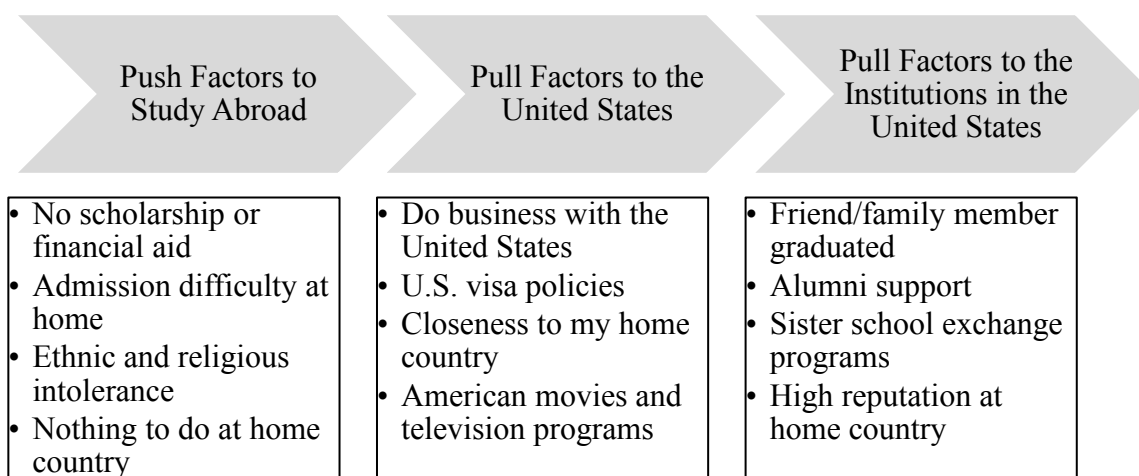 Push Factors to
Study Abroad
Pull Factors to the
United States
Pull Factors to the
Institutions in the
United States
• No scholarship or
financial aid
• Admission difficulty at
home
• Ethnic and religious
intolerance
• Nothing to do at home
country
• Do business with the
United States
• U.S. visa policies
• Closeness to my home
country
• American movies and
television programs
• Friend/family member
graduated
• Alumni support
• Sister school exchange
programs
• High reputation at
home country